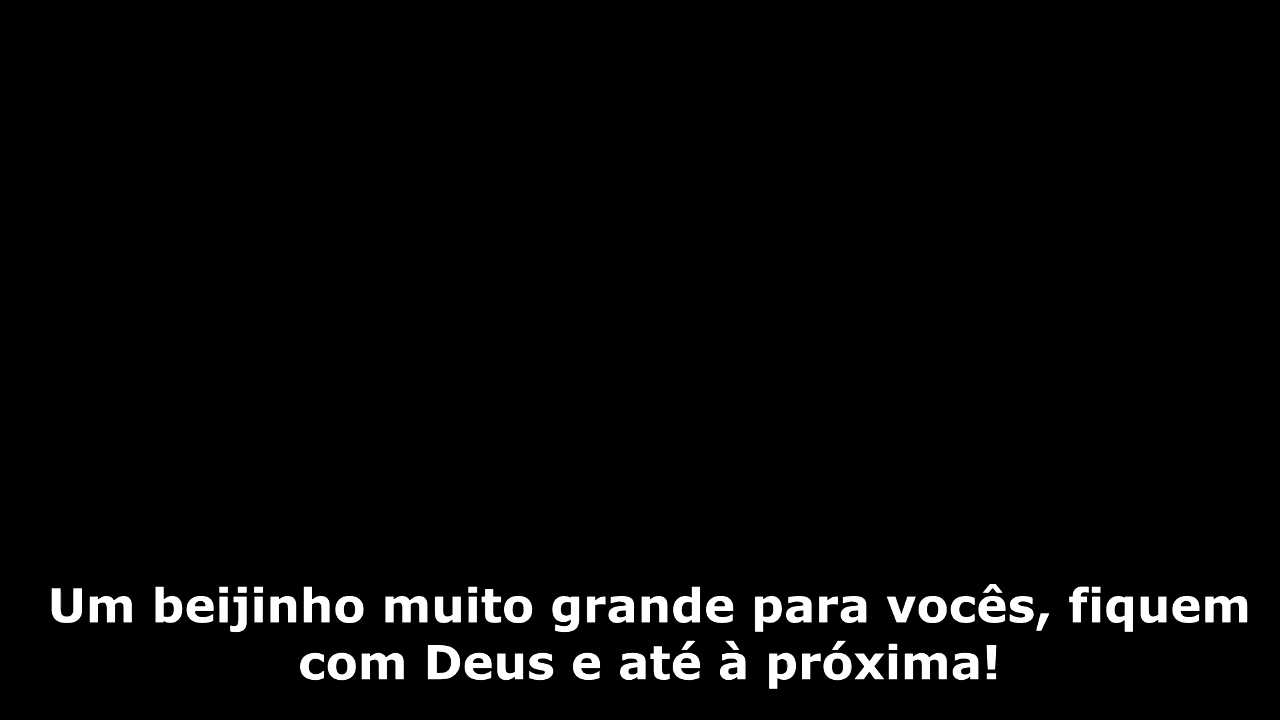 Um beijinho muito grande para vocês, fiquem
com Deus e até à próxima!